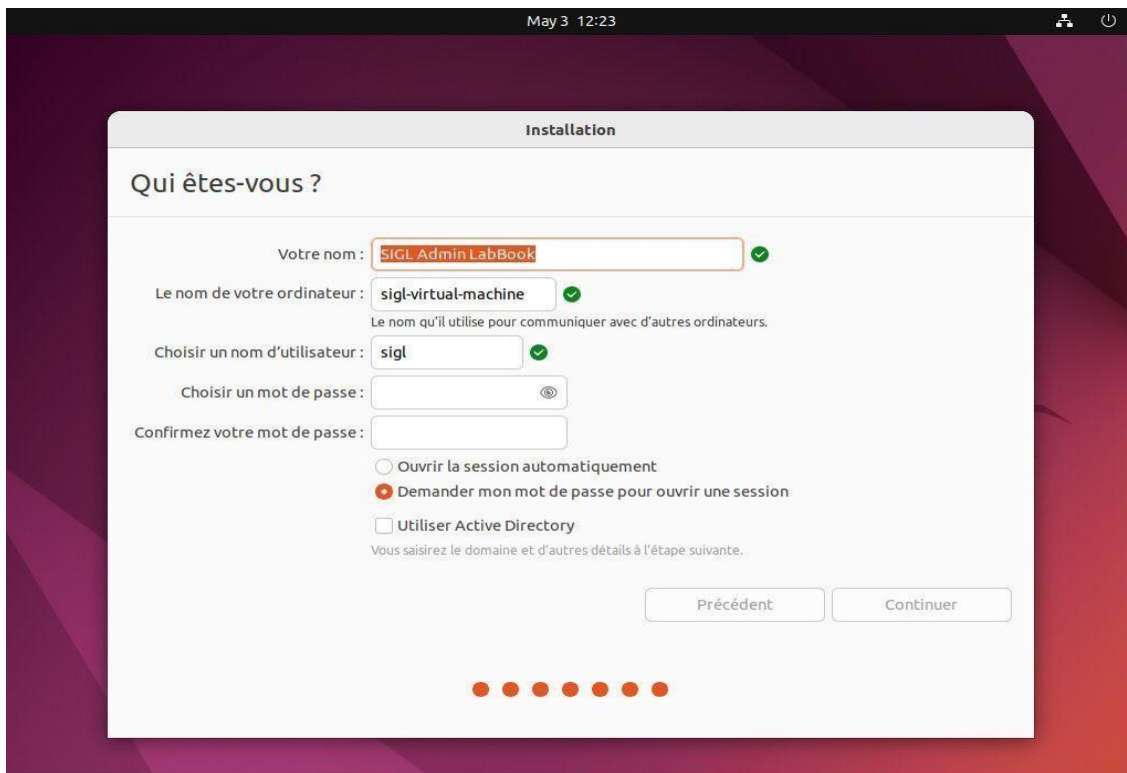 May 3 12:23
Installation
Qui êtes-vous ?
Votre nom : SIGL Admin LabBook
Le nom de votre ordinateur : sigl-virtual-machine
Le nom qu'il utilise pour communiquer avec d'autres ordinateurs.
Choisir un nom d'utilisateur : sigl
Choisir un mot de passe :
Confirmez votre mot de passe :
Ouvrir la session automatiquement
Demander mon mot de passe pour ouvrir une session
Utiliser Active Directory
Vous saisirez le domaine et d'autres détails à l'étape suivante.
Précédent Continuer